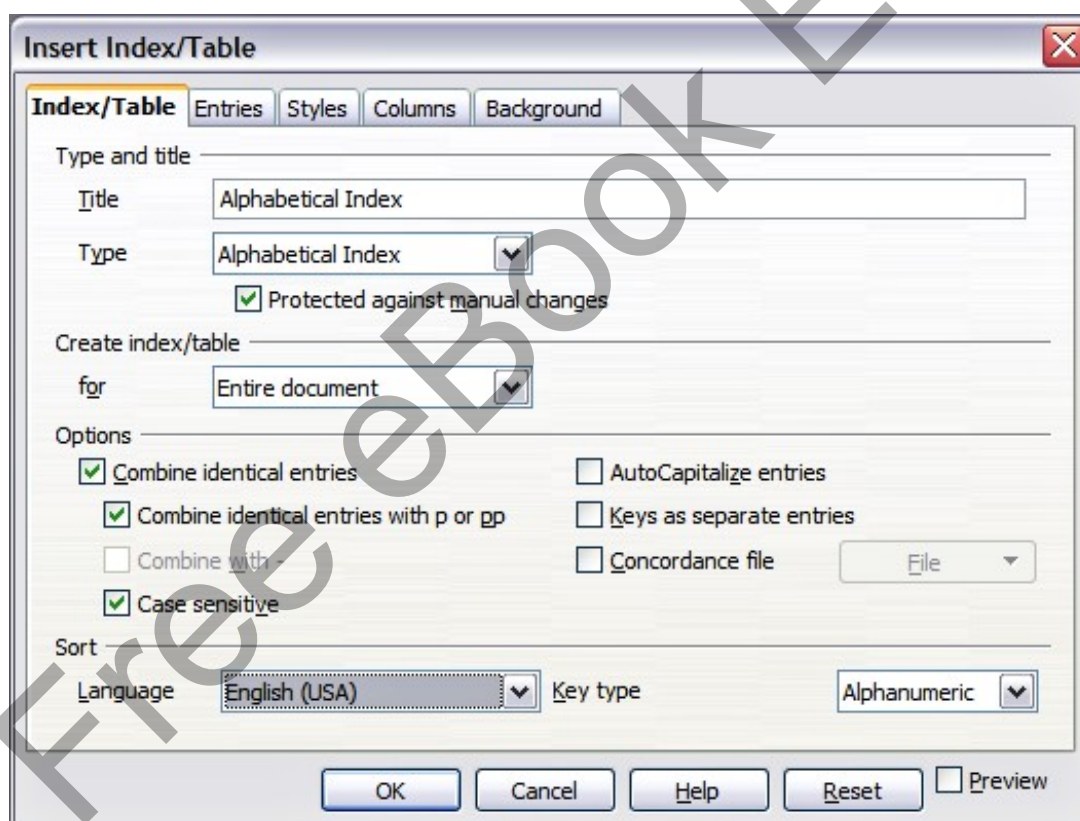 Insert Index/Table
Index/Table Entries Styles Columns Background
Type and title
Title Alphabetical Index
Type Alphabetical Index
Protected against manual changes
Create index/table
for Entire document
Options
Combine identical entries AutoCapitalize entries
Combine identical entries with p or pp Keys as separate entries
Combine with - Concordance file File
Case sensitive
Sort
Language English (USA) Key type Alphanumeric
OK Cancel Help Reset Preview
Free eBook E